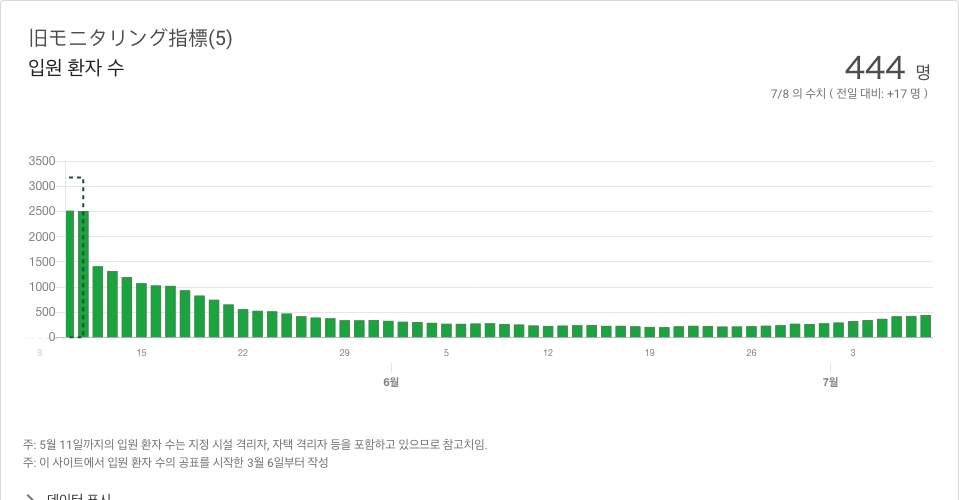 旧モニタリング指標(5)
입원 환자 수
444 명
7/8 의 수치 ( 전일 대비: +17 명 )
3500
3000
2500
2000
1500
1000
500
0
8 15 22 29 5 12 19 26 3
6월 7월
주: 5월 11일까지의 입원 환자 수는 지정 시설 격리자, 자택 격리자 등을 포함하고 있으므로 참고치임.
주: 이 사이트에서 입원 환자 수의 공표를 시작한 3월 6일부터 작성
데이터 표시